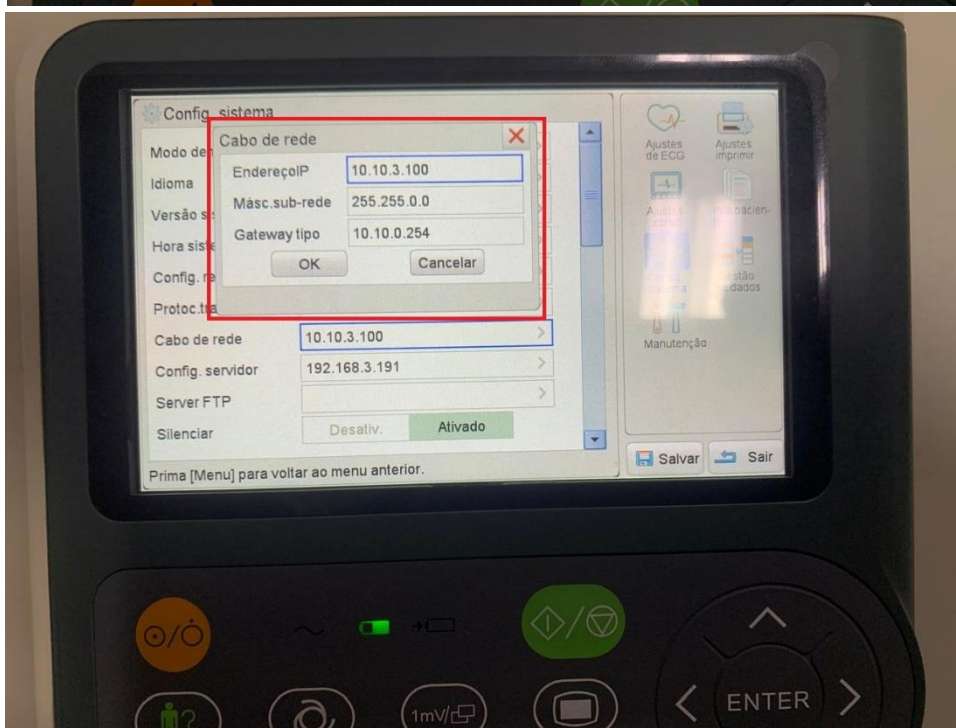 Config. sistema
Cabo de rede
Modo de
EndereçoIP 10.10.3.100
Idioma
Másc.sub-rede 255.255.0.0
Versão s
Gateway tipo 10.10.0.254
Hora siste
OK Cancelar
Config. re
Protoc.tra
Cabo de rede 10.10.3.100
Config. servidor 192.168.3.191
Server FTP
Silenciar Desativ. Ativado
Prima [Menu] para voltar ao menu anterior.
Ajustes de ECG
Ajustes imprimir
Manutenção
Salvar Sair
1mV/
ENTER